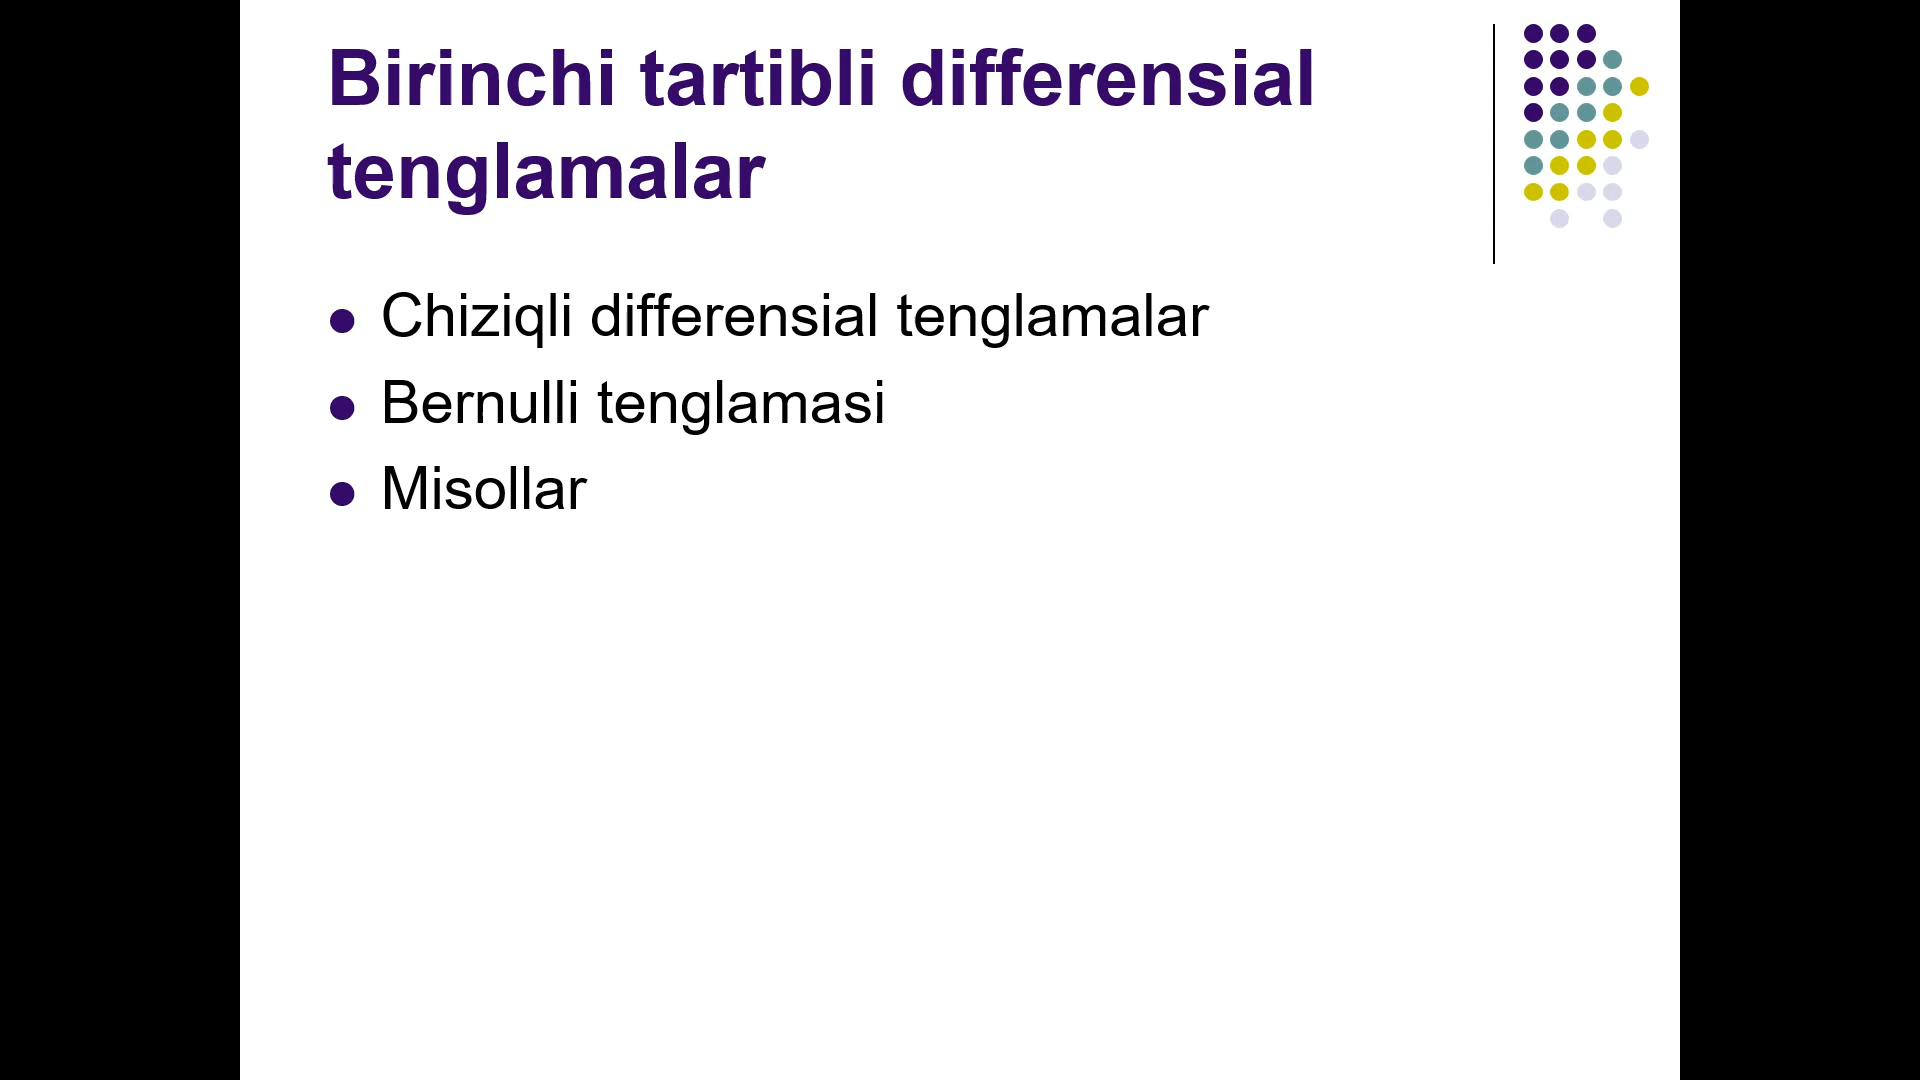 Birinchi tartibli differensial
tenglamalar
● Chiziqli differensial tenglamalar
● Bernulli tenglamasi
● Misollar